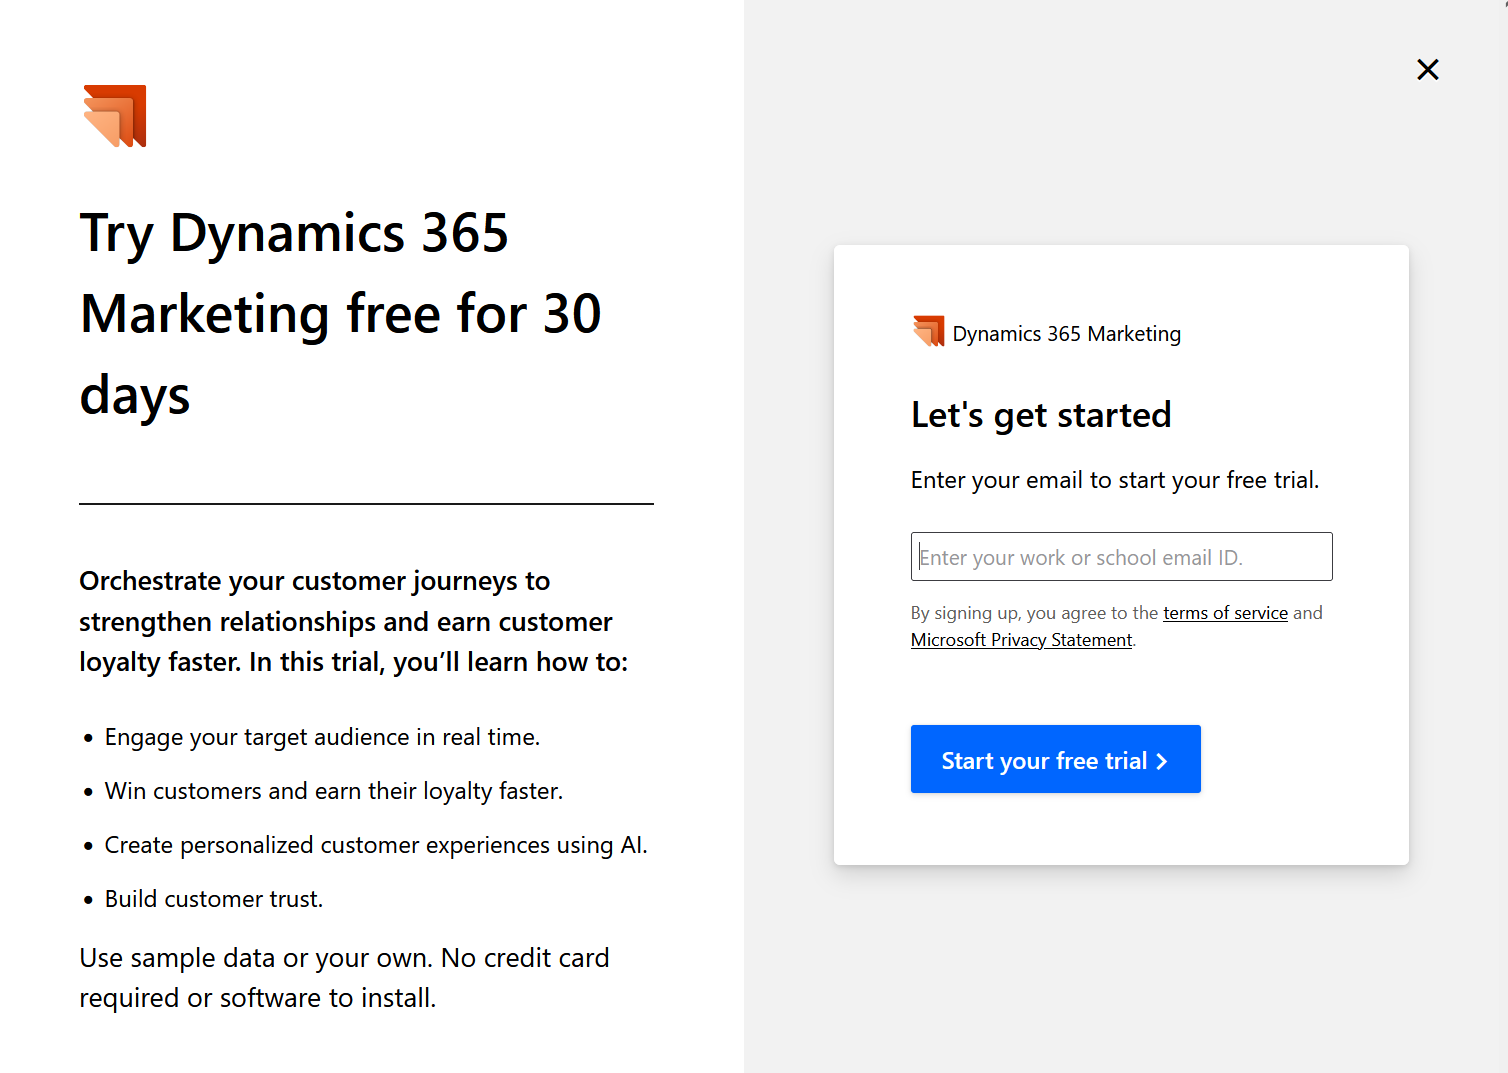 Try Dynamics 365
Marketing free for 30
days
Orchestrate your customer journeys to
strengthen relationships and earn customer
loyalty faster. In this trial, you’ll learn how to:
• Engage your target audience in real time.
• Win customers and earn their loyalty faster.
• Create personalized customer experiences using AI.
• Build customer trust.
Use sample data or your own. No credit card
required or software to install.
Dynamics 365 Marketing
Let's get started
Enter your email to start your free trial.
Enter your work or school email ID.
By signing up, you agree to the terms of service and
Microsoft Privacy Statement.
Start your free trial